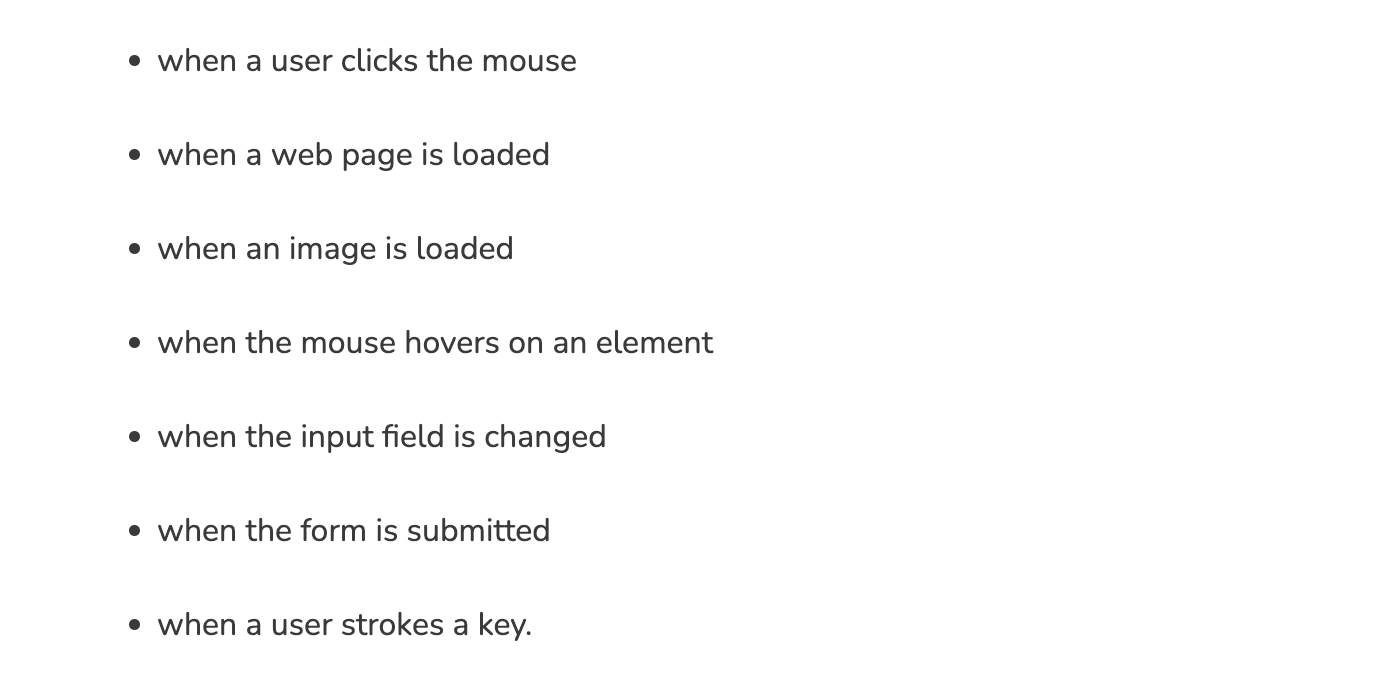 • when a user clicks the mouse
• when a web page is loaded
• when an image is loaded
• when the mouse hovers on an element
• when the input field is changed
• when the form is submitted
• when a user strokes a key.